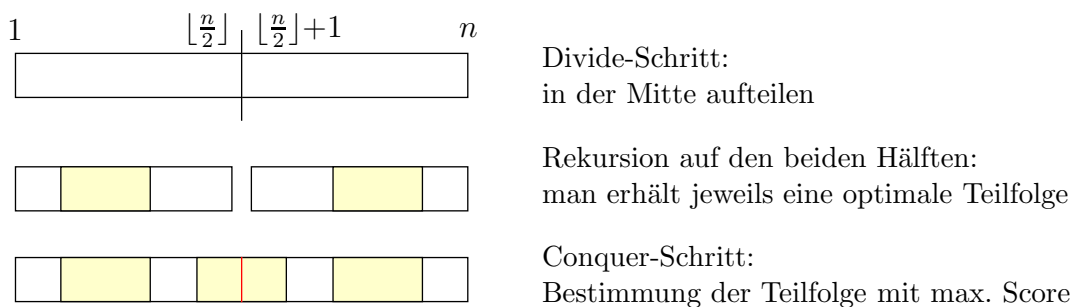 1 ⌊n/2⌋ ⌊n/2⌋+1 n
Divide-Schritt:
in der Mitte aufteilen
Rekursion auf den beiden Hälften:
man erhält jeweils eine optimale Teilfolge
Conquer-Schritt:
Bestimmung der Teilfolge mit max. Score